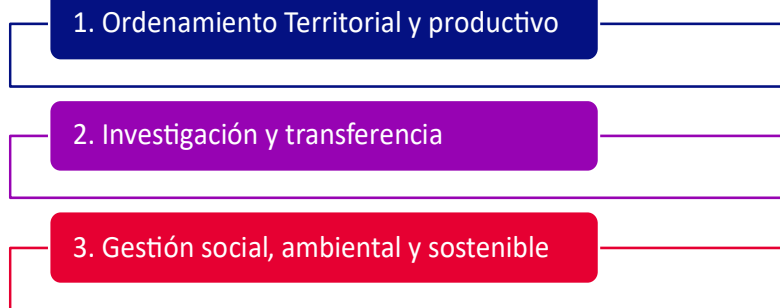 1. Ordenamiento Territorial y productivo
2. Investigación y transferencia
3. Gestión social, ambiental y sostenible